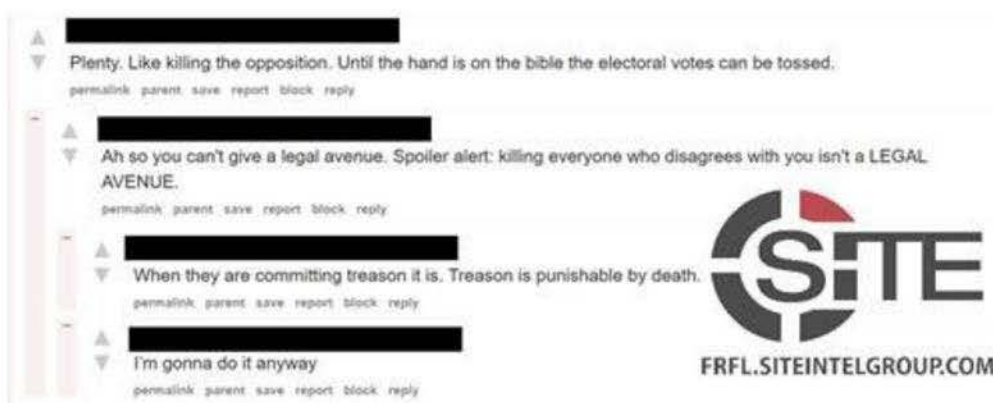 Plenty. Like killing the opposition. Until the hand is on the bible the electoral votes can be tossed.
permalink parent save report block reply
Ah so you can't give a legal avenue. Spoiler alert: killing everyone who disagrees with you isn't a LEGAL
AVENUE.
permalink parent save report block reply
When they are committing treason it is. Treason is punishable by death.
permalink parent save report block reply
I'm gonna do it anyway
permalink parent save report block reply
SITE
FRFL.SITEINTELGROUP.COM